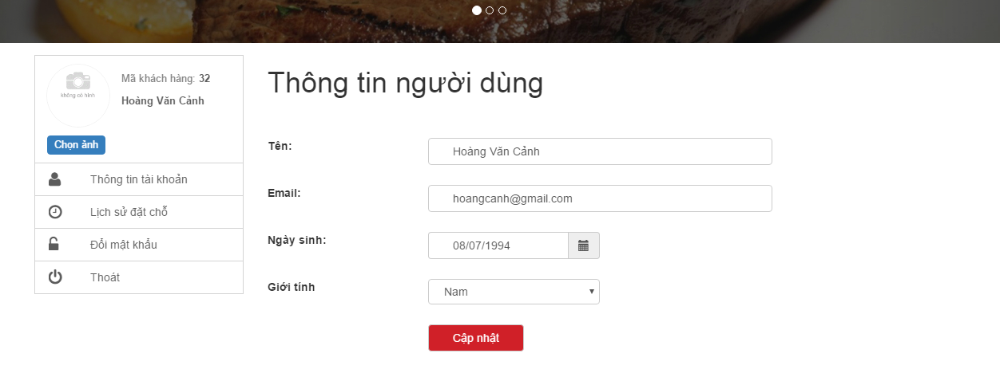 không có hình
Mã khách hàng: 32
Hoàng Văn Cảnh
Chọn ảnh
Thông tin tài khoản
Lịch sử đặt chỗ
Đổi mật khẩu
Thoát
Thông tin người dùng
Tên:
Hoàng Văn Cảnh
Email:
hoangcanh@gmail.com
Ngày sinh:
08/07/1994
Giới tính
Nam
Cập nhật